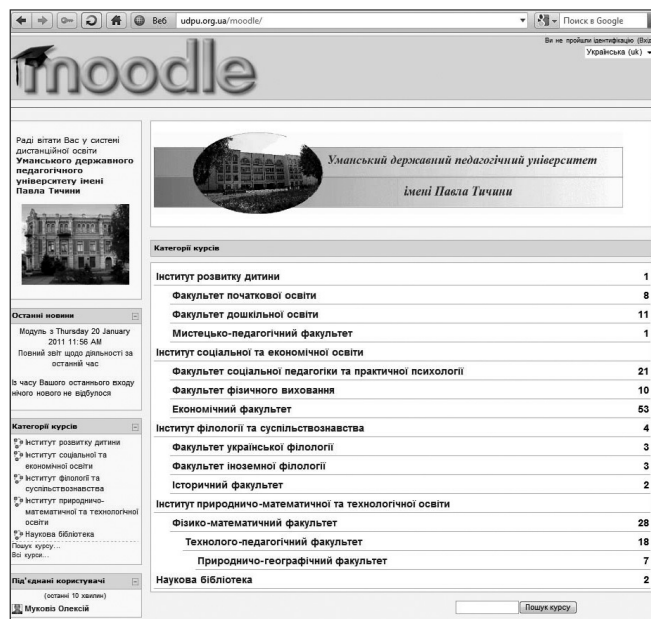 Веб
udpu.org.ua/moodle/
Поиск в Google
moodle
Ви не пройшли ідентифікацію (Вхід
Українська (uk)
Раді вітати Вас у системі
дистанційної освіти
Уманського державного
педагогічного
університету імені
Павла Тичини
Останні новини
Модуль з Thursday 20 January
2011 11:56 AM
Повний звіт щодо діяльності за
останній час
Із часу Вашого останнього входу
нічого нового не відбулося
Категорії курсів
Інститут розвитку дитини
Інститут соціальної та
економічної освіти
Інститут філології та
суспільствознавства
Інститут природничо-
математичної та технологічної
освіти
Наукова бібліотека
Пошук курсу...
Всі курси...
Під'єднані користувачі
(останні 10 хвилин)
Муковіз Олексій
Уманський державний педагогічний університет
імені Павла Тичини
Категорії курсів
Інститут розвитку дитини 1
Факультет початкової освіти 8
Факультет дошкільної освіти 11
Мистецько-педагогічний факультет 1
Інститут соціальної та економічної освіти
Факультет соціальної педагогіки та практичної психології 21
Факультет фізичного виховання 10
Економічний факультет 53
Інститут філології та суспільствознавства 4
Факультет української філології 3
Факультет іноземної філології 3
Історичний факультет 2
Інститут природничо-математичної та технологічної освіти
Фізико-математичний факультет 28
Технолого-педагогічний факультет 18
Природничо-географічний факультет 7
Наукова бібліотека 2
Пошук курсу